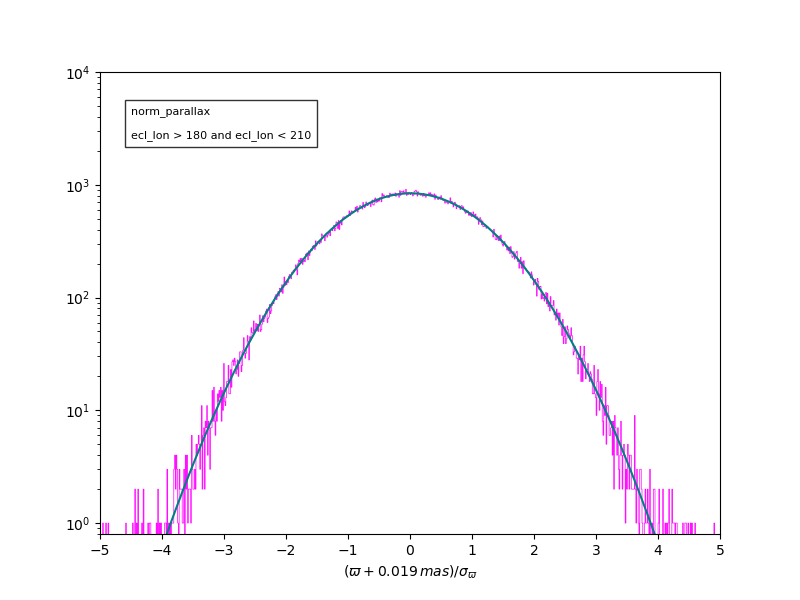 norm_parallax
ecl_lon > 180 and ecl_lon < 210
10⁴
10³
10²
10¹
10⁰
−5 −4 −3 −2 −1 0 1 2 3 4 5
(ϖ + 0.019 mas)/σ_ϖ